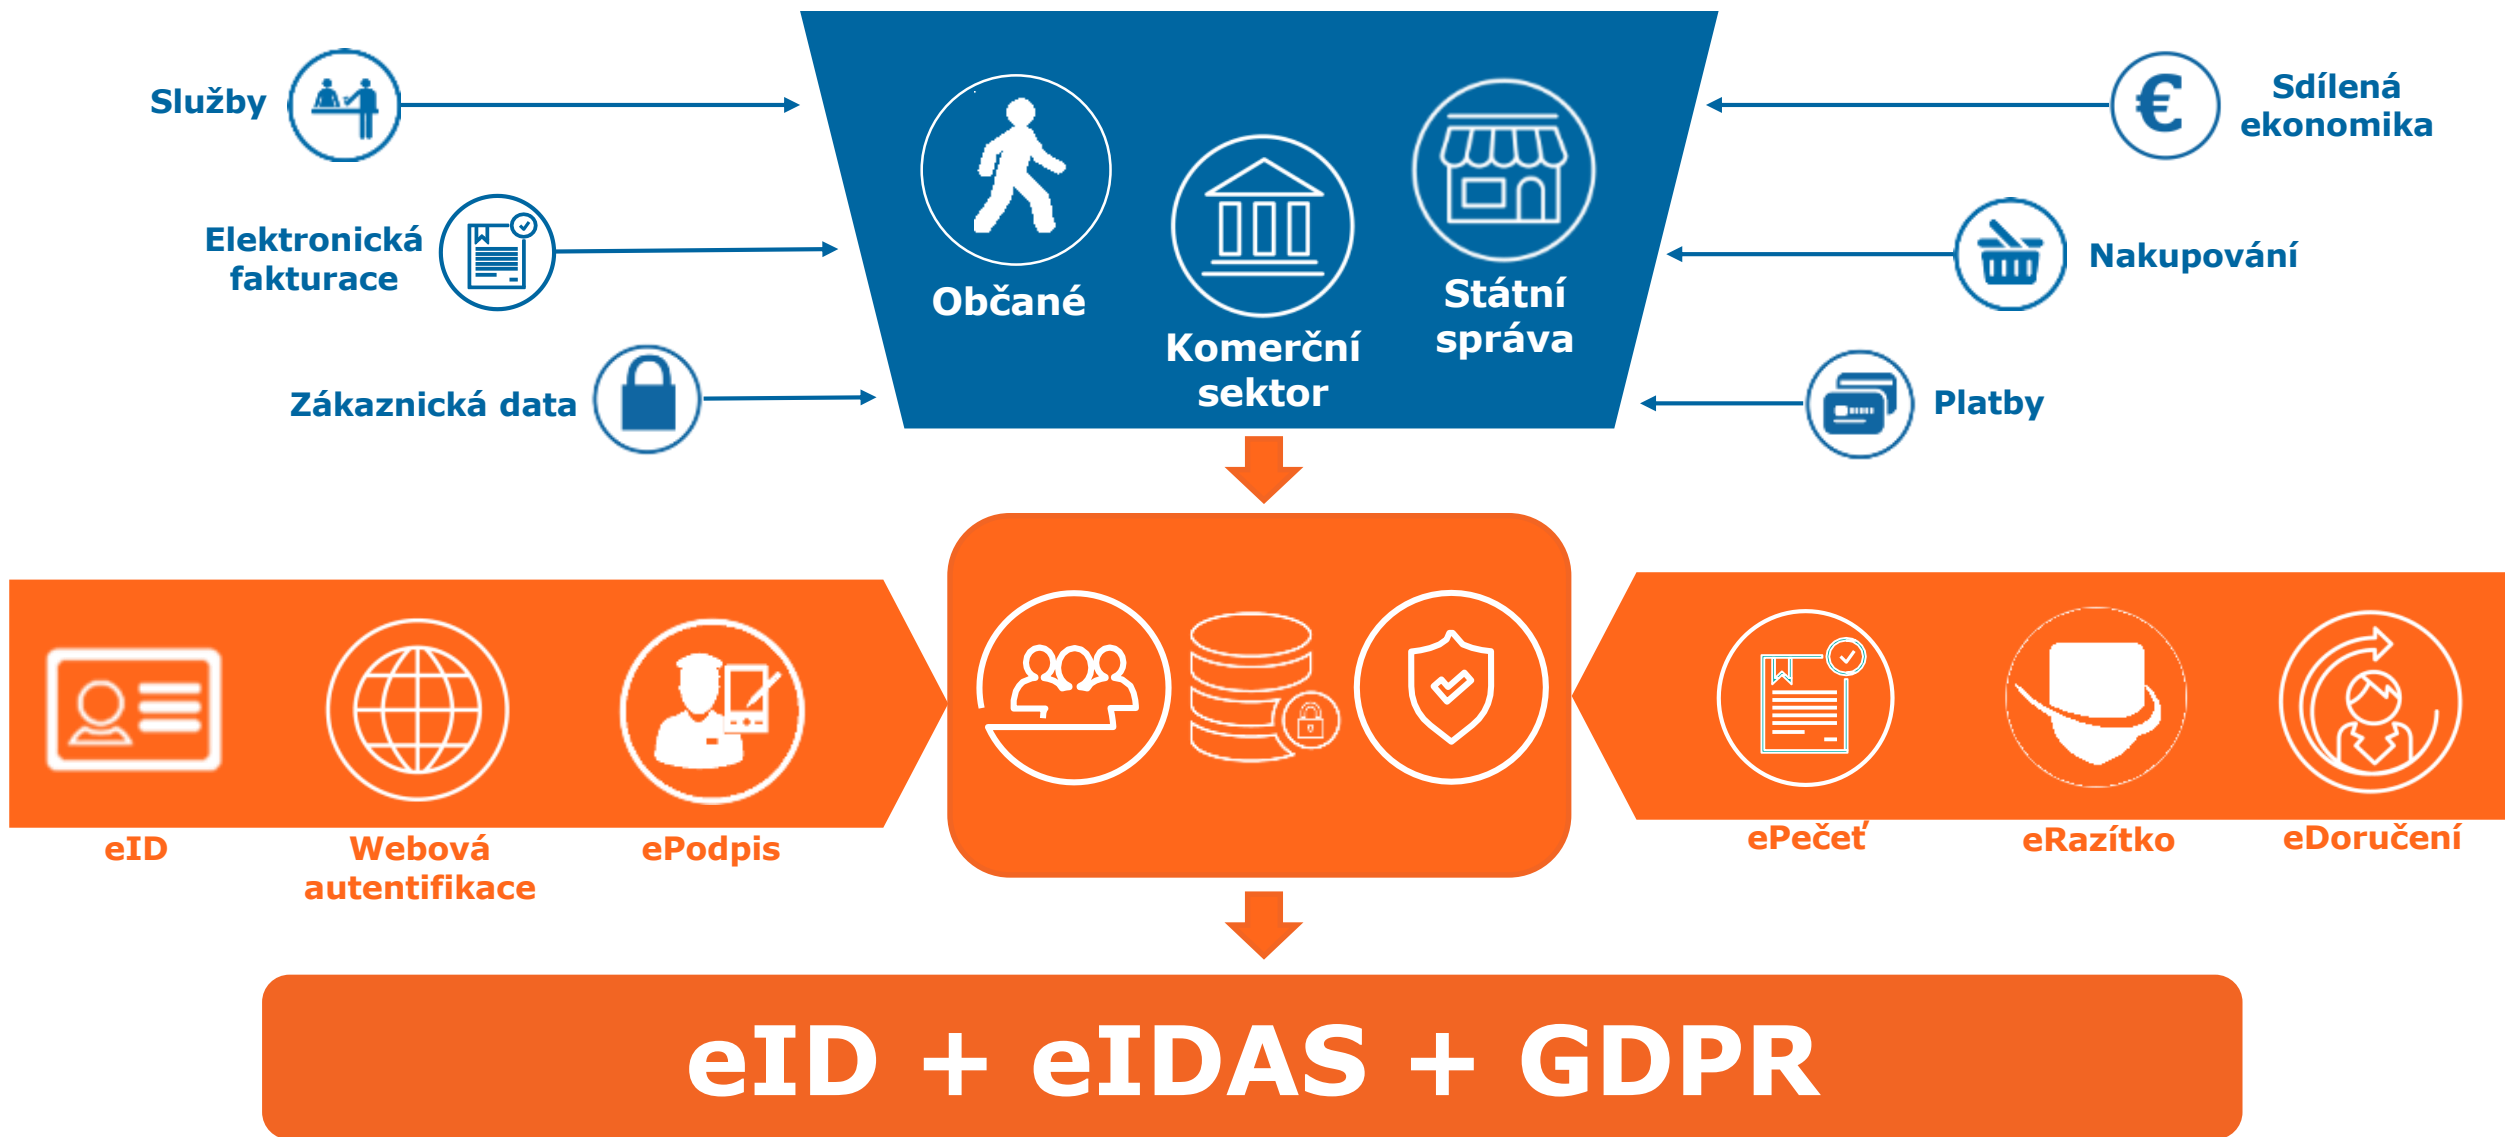 Služby
Elektronická
fakturace
Zákaznická data
Občané
Komerční
sektor
Státní
správa
Sdílená
ekonomika
Nakupování
Platby
€
eID
Webová
autentifikace
ePodpis
ePečeť
eRazítko
eDoručení
eID + eIDAS + GDPR